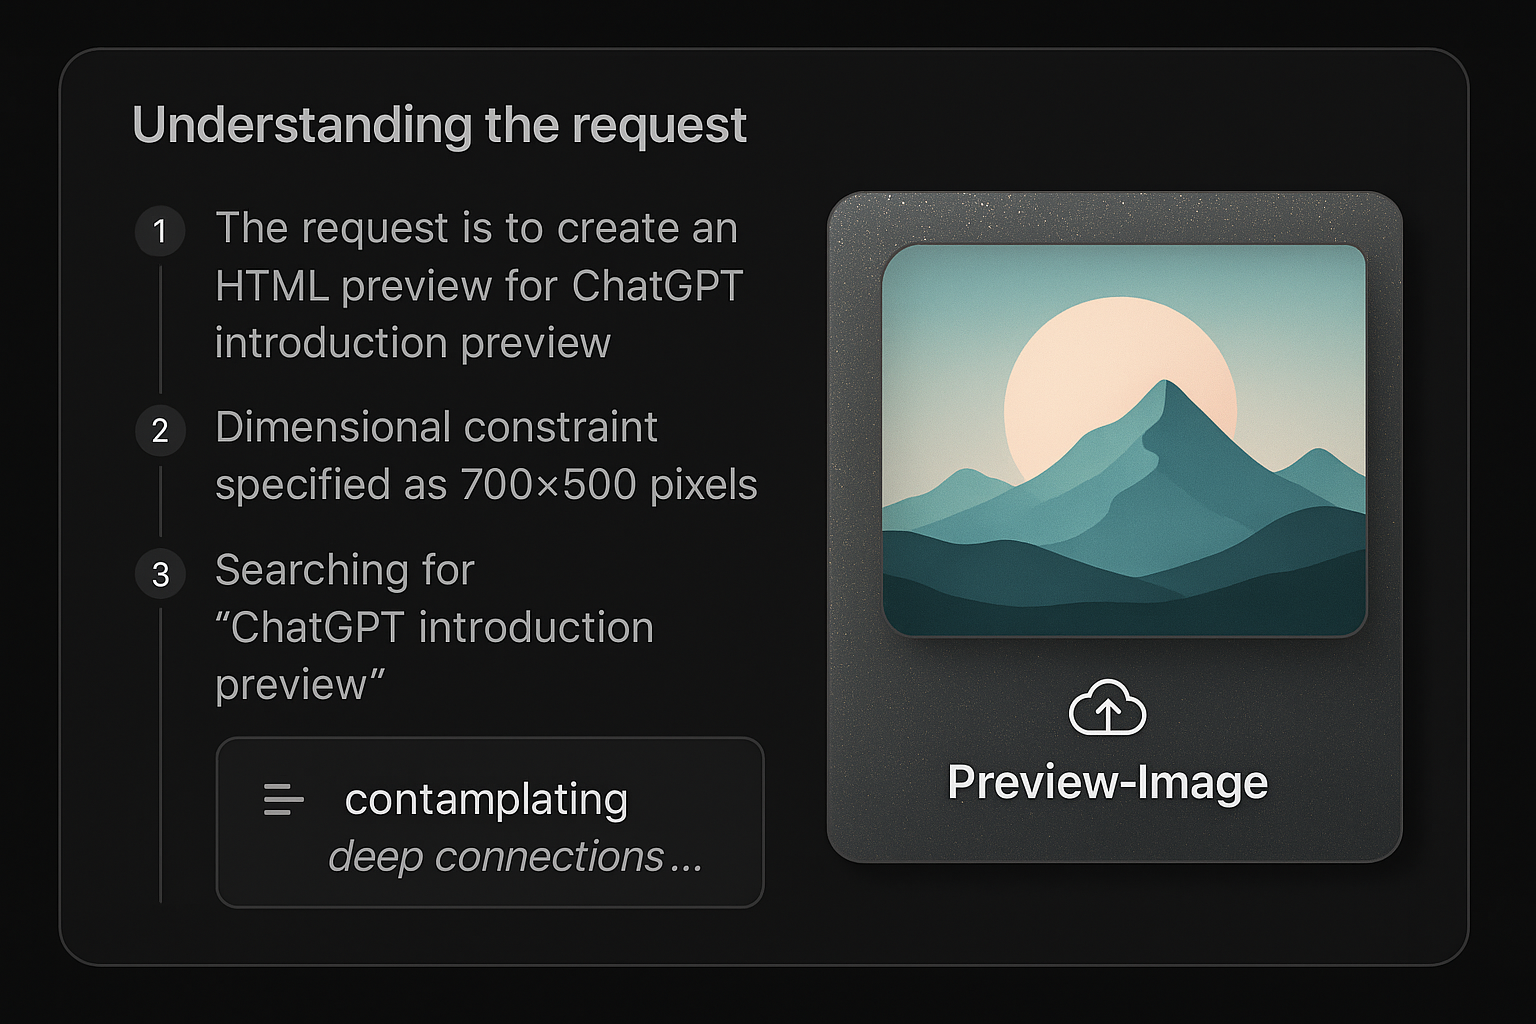 Understanding the request
1
The request is to create an
HTML preview for ChatGPT
introduction preview
2
Dimensional constraint
specified as 700×500 pixels
3
Searching for
“ChatGPT introduction
preview”
contamplating
deep connections...
Preview-Image